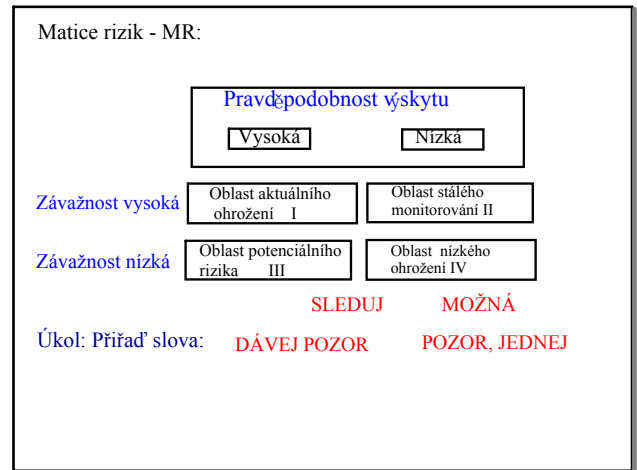 Matice rizik - MR:
Pravděpodobnost výskytu
Vysoká Nízká
Závažnost vysoká
Oblast aktuálního
ohrožení I
Oblast stálého
monitorování II
Závažnost nízká
Oblast potenciálního
rizika III
Oblast nízkého
ohrožení IV
SLEDUJ MOŽNÁ
Úkol: Přiřaď slova: DÁVEJ POZOR POZOR, JEDNEJ